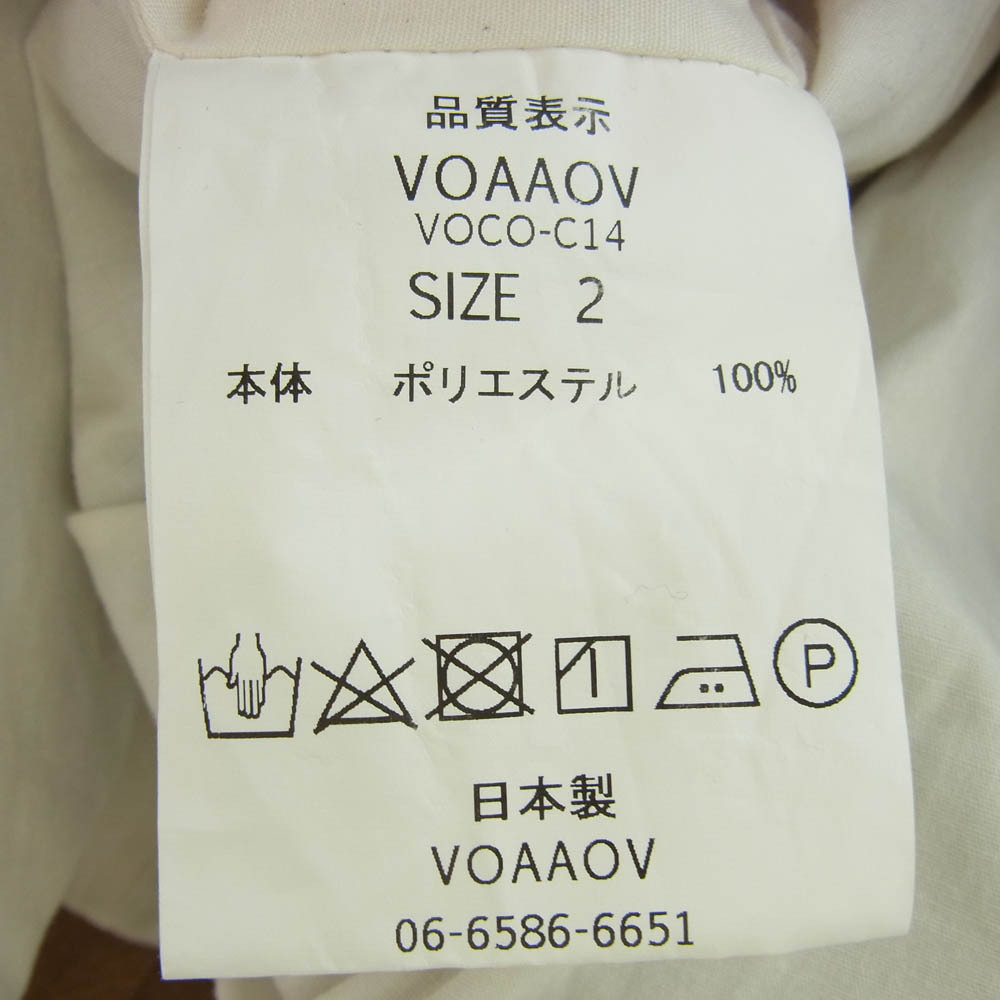 品質表示
VOAAOV
VOCO-C14
SIZE 2
本体 ポリエステル 100%
P
日本製
VOAAOV
06-6586-6651